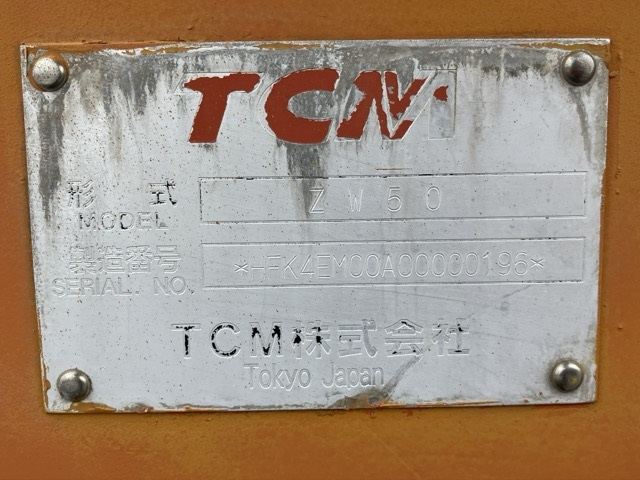 TCM
形 式 ZW50
MODEL
製造番号 *HFK4EM00A00000196*
SERIAL. NO.
TCM株式会社
Tokyo Japan